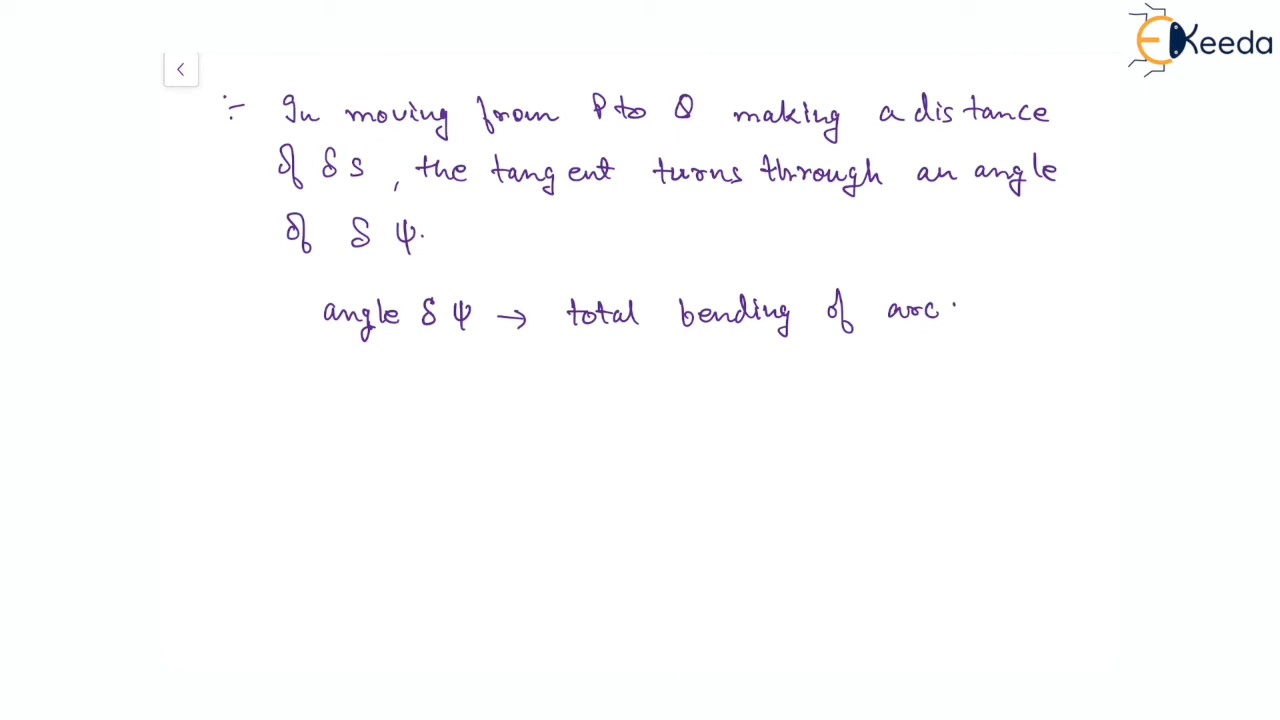 EKeeda
∵ In moving from P to Q making a distance
of δs, the tangent turns through an angle
of δψ.
angle δψ → total bending of arc.